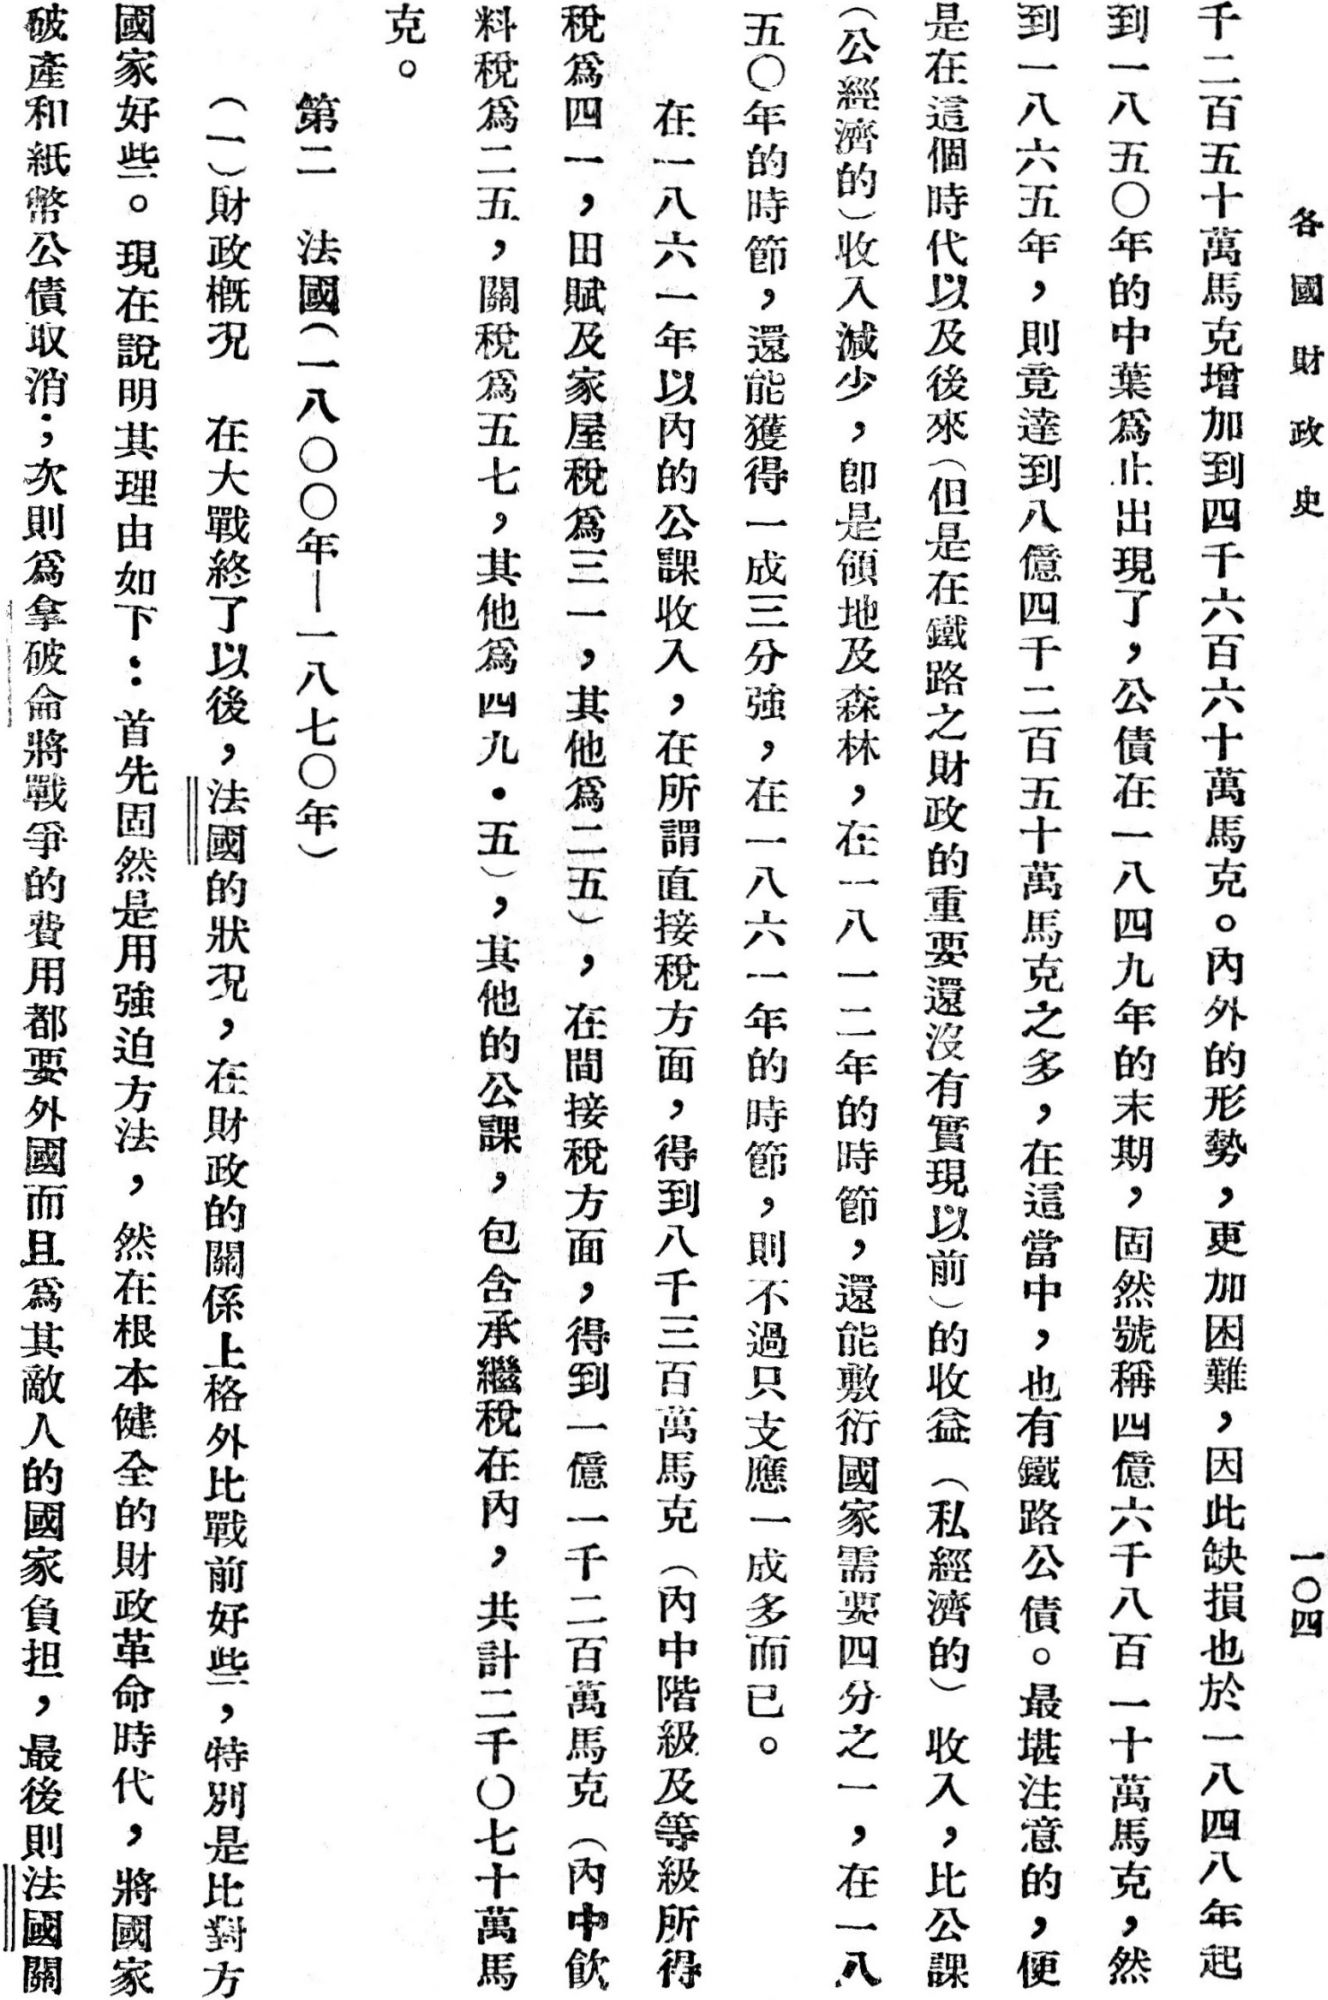 各國財政史
一〇四
千二百五十萬馬克增加到四千六百六十萬馬克。內外的形勢，更加困難，因此缺損也於一八四八年起
到一八五〇年的中葉爲止出現了，公債在一八四九年的末期，固然號稱四億六千八百一十萬馬克，然
到一八六五年，則竟達到八億四千二百五十萬馬克之多，在這當中，也有鐵路公債。最堪注意的，便
是在這個時代以及後來（但是在鐵路之財政的重要還沒有實現以前）的收益（私經濟的）收入，比公課
（公經濟的）收入減少，卽是領地及森林，在一八一二年的時節，還能敷衍國家需要四分之一，在一八
五〇年的時節，還能獲得一成三分強，在一八六一年的時節，則不過只支應一成多而已。
在一八六一年以內的公課收入，在所謂直接稅方面，得到八千三百萬馬克（內中階級及等級所得
稅爲四一，田賦及家屋稅爲三一，其他爲二五），在間接稅方面，得到一億一千二百萬馬克（內中飲
料稅爲二五，關稅爲五七，其他爲四九·五），其他的公課，包含承繼稅在內，共計二千〇七十萬馬
克。
第二　法國（一八〇〇年—一八七〇年）
（一）財政槪況　在大戰終了以後，法國的狀況，在財政的關係上格外比戰前好些，特別是比對方
國家好些。現在說明其理由如下：首先固然是用強迫方法，然在根本健全的財政革命時代，將國家
破產和紙幣公債取消；次則爲拿破侖將戰爭的費用都要外國而且爲其敵人的國家負担，最後則法國關